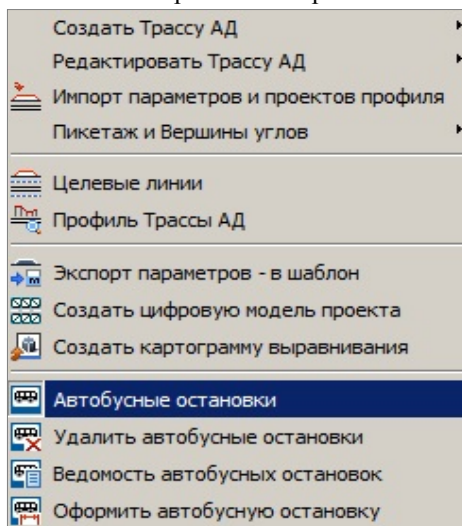 Создать Трассу АД
Редактировать Трассу АД
Импорт параметров и проектов профиля
Пикетаж и Вершины углов
Целевые линии
Профиль Трассы АД
Экспорт параметров - в шаблон
Создать цифровую модель проекта
Создать картограмму выравнивания
Автобусные остановки
Удалить автобусные остановки
Ведомость автобусных остановок
Оформить автобусную остановку